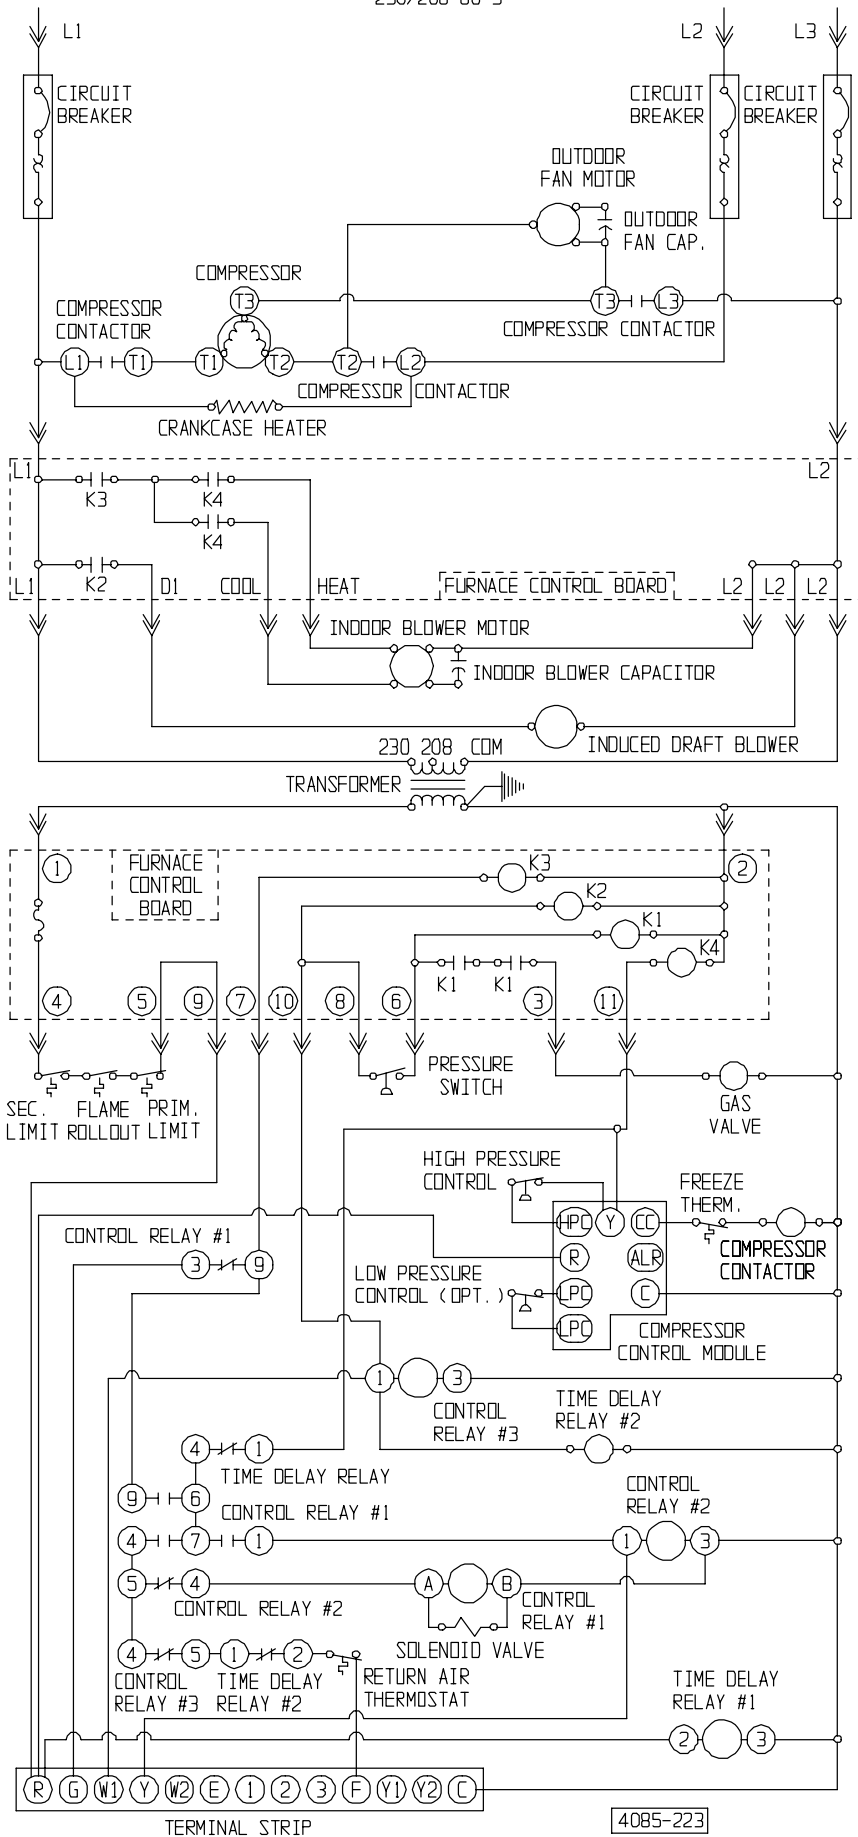 L1
L2
L3
CIRCUIT
BREAKER
CIRCUIT
BREAKER
CIRCUIT
BREAKER
OUTDOOR
FAN MOTOR
OUTDOOR
FAN CAP.
COMPRESSOR
T3
T3
L3
COMPRESSOR
CONTACTOR
COMPRESSOR CONTACTOR
L1
T1
T1
T2
T2
L2
COMPRESSOR CONTACTOR
CRANKCASE HEATER
L1
L2
K3
K4
K4
L1
K2
D1
COOL
HEAT
FURNACE CONTROL BOARD
L2
L2
L2
INDOOR BLOWER MOTOR
INDOOR BLOWER CAPACITOR
230 208 COM
INDUCED DRAFT BLOWER
TRANSFORMER
1
FURNACE
CONTROL
BOARD
K3
2
K2
K1
K4
K1
K1
4
5
9
7
10
8
6
3
11
PRESSURE
SWITCH
SEC.
LIMIT
FLAME
ROLLOUT
PRIM.
LIMIT
GAS
VALVE
HIGH PRESSURE
CONTROL
FREEZE
THERM.
HPC
Y
CC
CONTROL RELAY #1
3
9
R
ALR
COMPRESSOR
CONTACTOR
LOW PRESSURE
CONTROL (OPT.)
LPC
C
LPC
COMPRESSOR
CONTROL MODULE
1
3
CONTROL
RELAY #3
TIME DELAY
RELAY #2
4
1
TIME DELAY RELAY
9
6
CONTROL RELAY #1
CONTROL
RELAY #2
4
7
1
1
3
5
4
A
B
CONTROL RELAY #2
CONTROL
RELAY #1
SOLENOID VALVE
4
5
1
2
CONTROL
RELAY #3
TIME DELAY
RELAY #2
RETURN AIR
THERMOSTAT
TIME DELAY
RELAY #1
2
3
R G W1 Y W2 E 1 2 3 F Y1 Y2 C
TERMINAL STRIP
4085-223